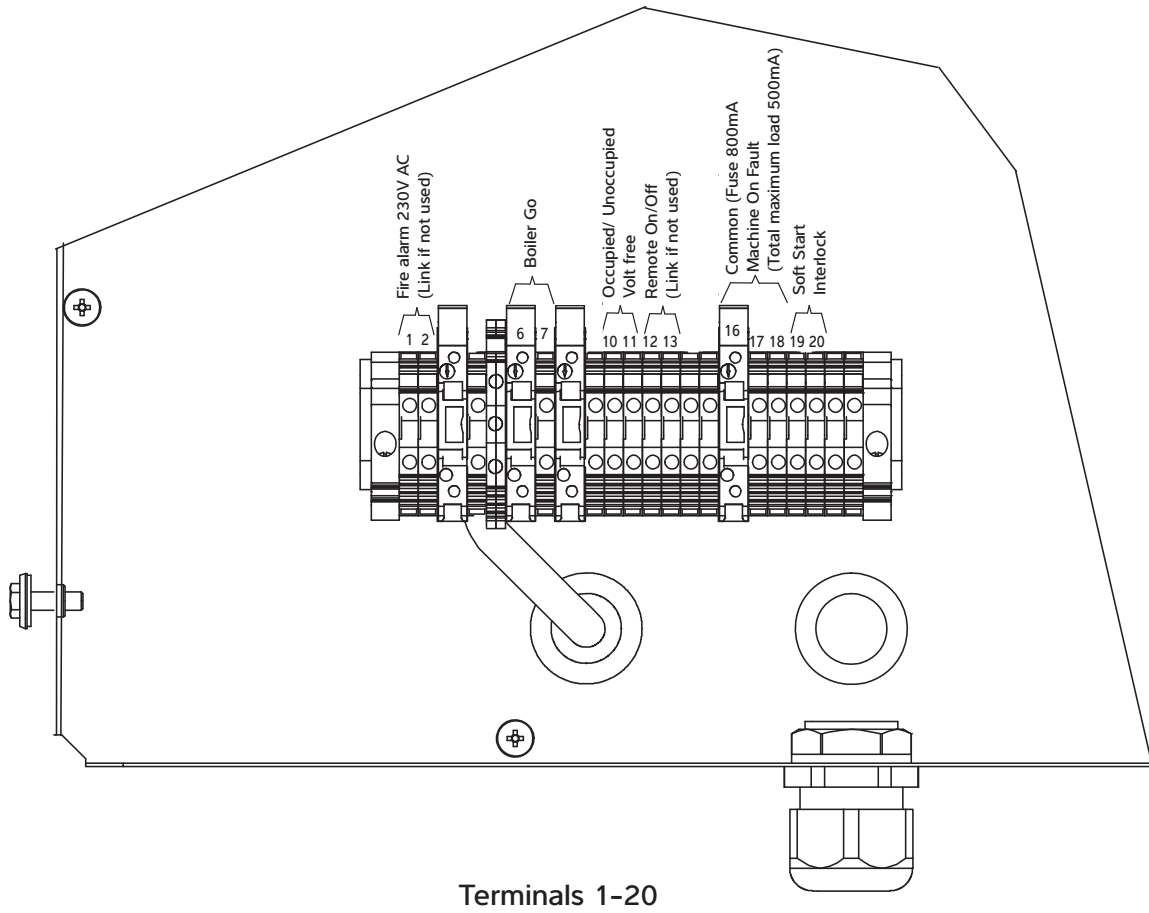 Fire alarm 230V AC
(Link if not used)
Boiler Go
Occupied/ Unoccupied
Volt free
Remote On/Off
(Link if not used)
Common (Fuse 800mA
Machine On Fault
(Total maximum load 500mA)
Soft Start
Interlock
1 2 6 7 10 11 12 13 16 17 18 19 20
Terminals 1-20